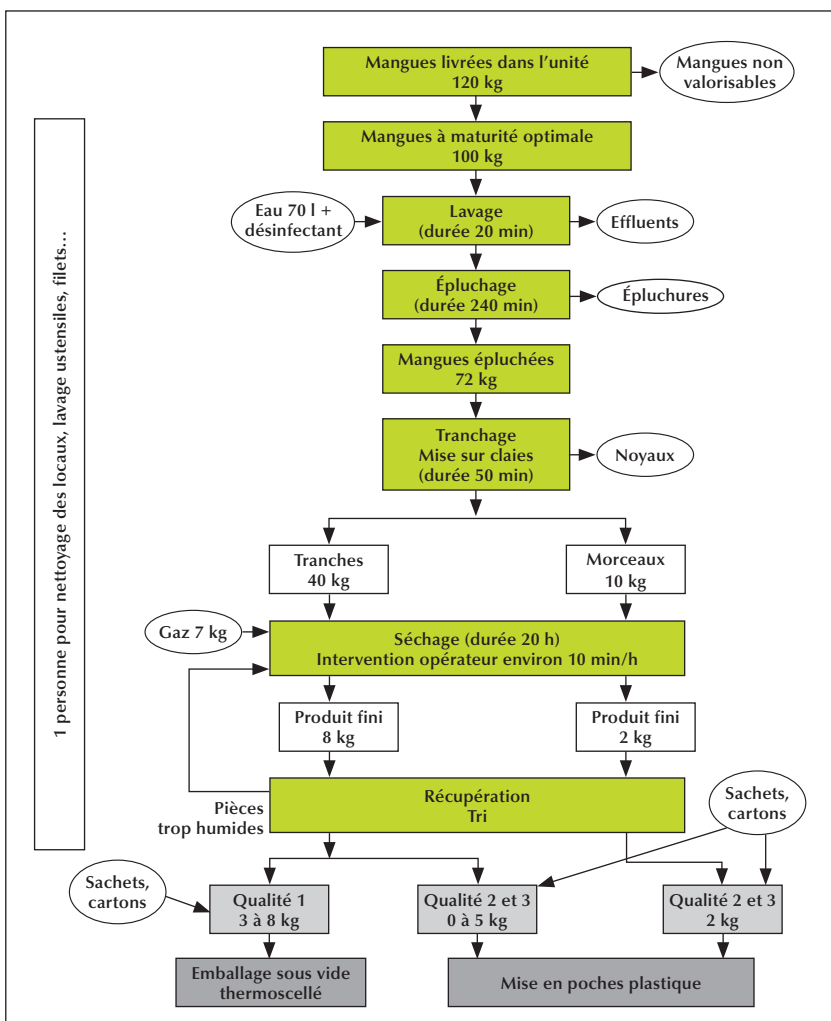 Mangues livrées dans l'unité
120 kg
Mangues non
valorisables
Mangues à maturité optimale
100 kg
Eau 70 l +
désinfectant
Lavage
(durée 20 min)
Effluents
Épluchage
(durée 240 min)
Épluchures
Mangues épluchées
72 kg
Tranchage
Mise sur claies
(durée 50 min)
Noyaux
1 personne pour nettoyage des locaux, lavage ustensiles, filets...
Tranches
40 kg
Morceaux
10 kg
Gaz 7 kg
Séchage (durée 20 h)
Intervention opérateur environ 10 min/h
Produit fini
8 kg
Produit fini
2 kg
Pièces
trop humides
Récupération
Tri
Sachets,
cartons
Sachets,
cartons
Qualité 1
3 à 8 kg
Qualité 2 et 3
0 à 5 kg
Qualité 2 et 3
2 kg
Emballage sous vide
thermoscellé
Mise en poches plastique